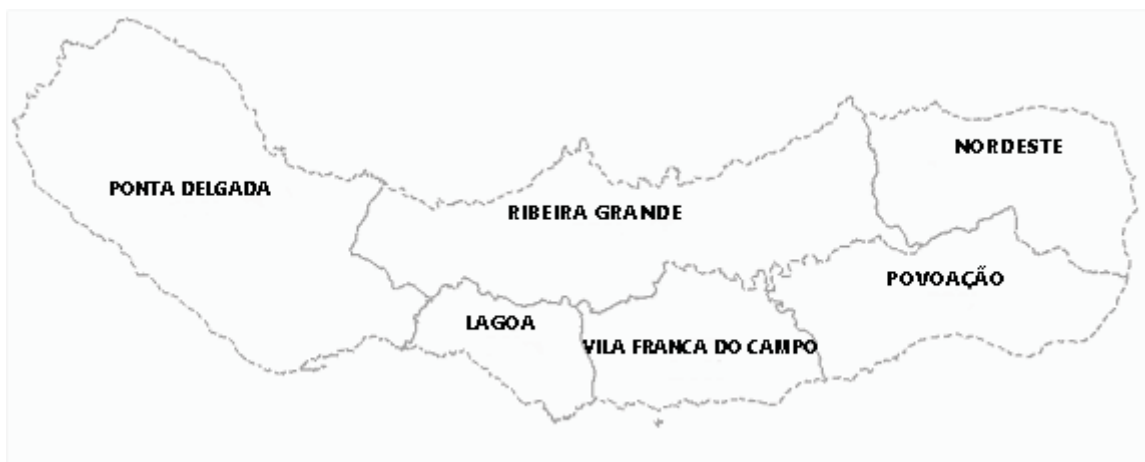 NORDESTE
PONTA DELGADA
RIBEIRA GRANDE
POVOAÇÃO
LAGOA
VILA FRANCA DO CAMPO